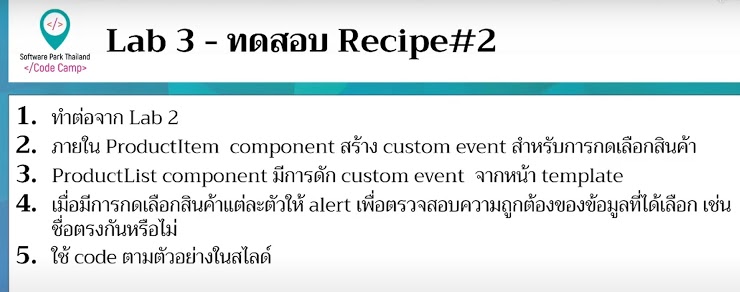 </>
Software Park Thailand
</Code Camp>
Lab 3 - ทดสอบ Recipe#2
1. ทำต่อจาก Lab 2
2. ภายใน ProductItem component สร้าง custom event สำหรับการกดเลือกสินค้า
3. ProductList component มีการดัก custom event จากหน้า template
4. เมื่อมีการกดเลือกสินค้าแต่ละตัวให้ alert เพื่อตรวจสอบความถูกต้องของข้อมูลที่ได้เลือก เช่น
ชื่อตรงกันหรือไม่
5. ใช้ code ตามตัวอย่างในสไลด์